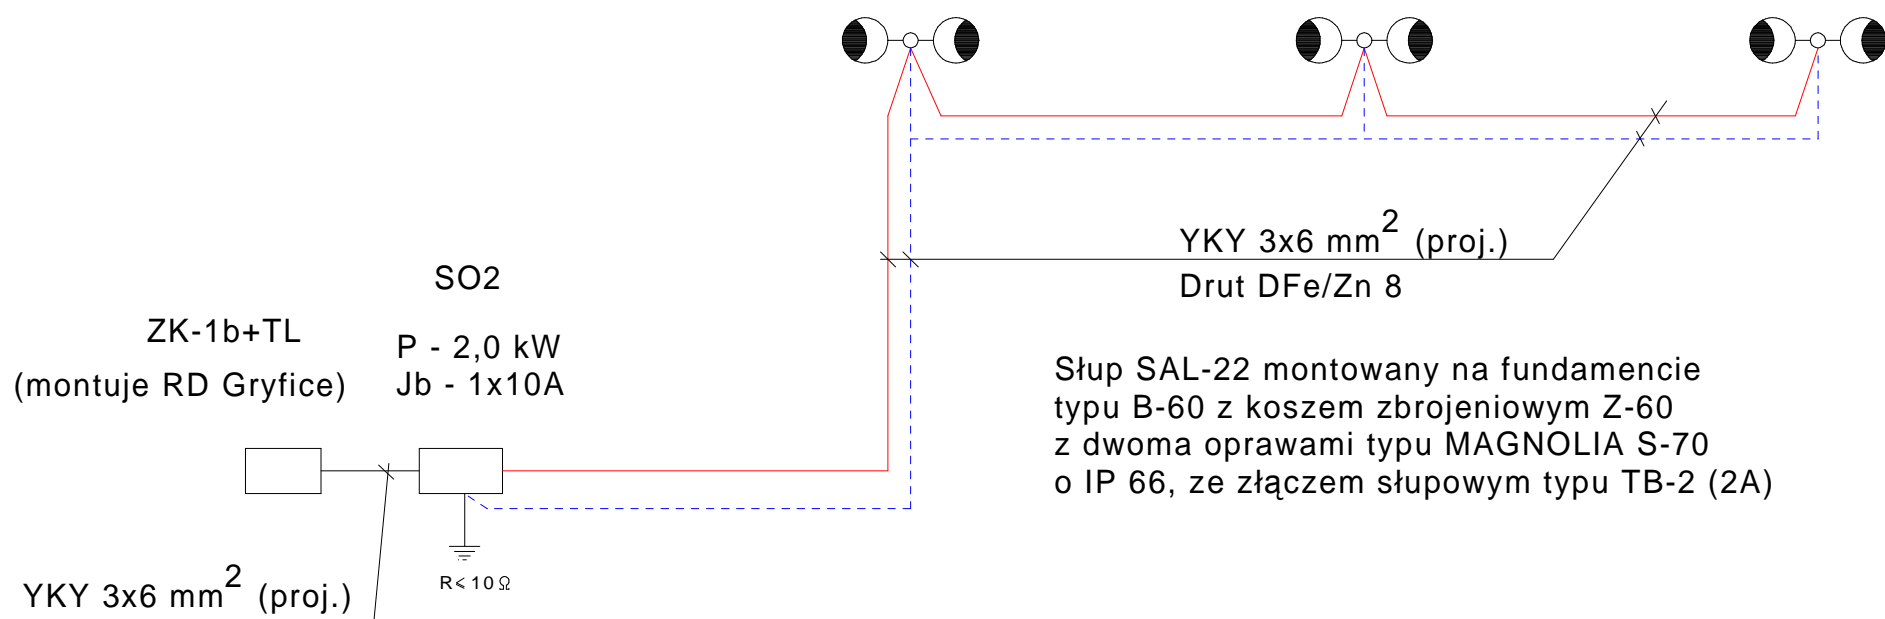 YKY 3x6 mm² (proj.)
Drut DFe/Zn 8
SO2
ZK-1b+TL
(montuje RD Gryfice)
P - 2,0 kW
Jb - 1x10A
Słup SAL-22 montowany na fundamencie
typu B-60 z koszem zbrojeniowym Z-60
z dwoma oprawami typu MAGNOLIA S-70
o IP 66, ze złączem słupowym typu TB-2 (2A)
R≤10Ω
YKY 3x6 mm² (proj.)